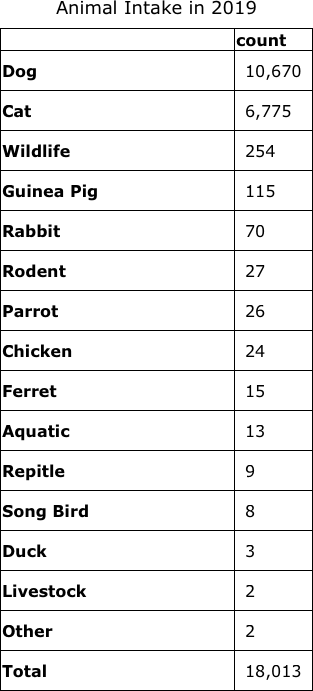 Animal Intake in 2019
count
Dog 10,670
Cat 6,775
Wildlife 254
Guinea Pig 115
Rabbit 70
Rodent 27
Parrot 26
Chicken 24
Ferret 15
Aquatic 13
Repitle 9
Song Bird 8
Duck 3
Livestock 2
Other 2
Total 18,013